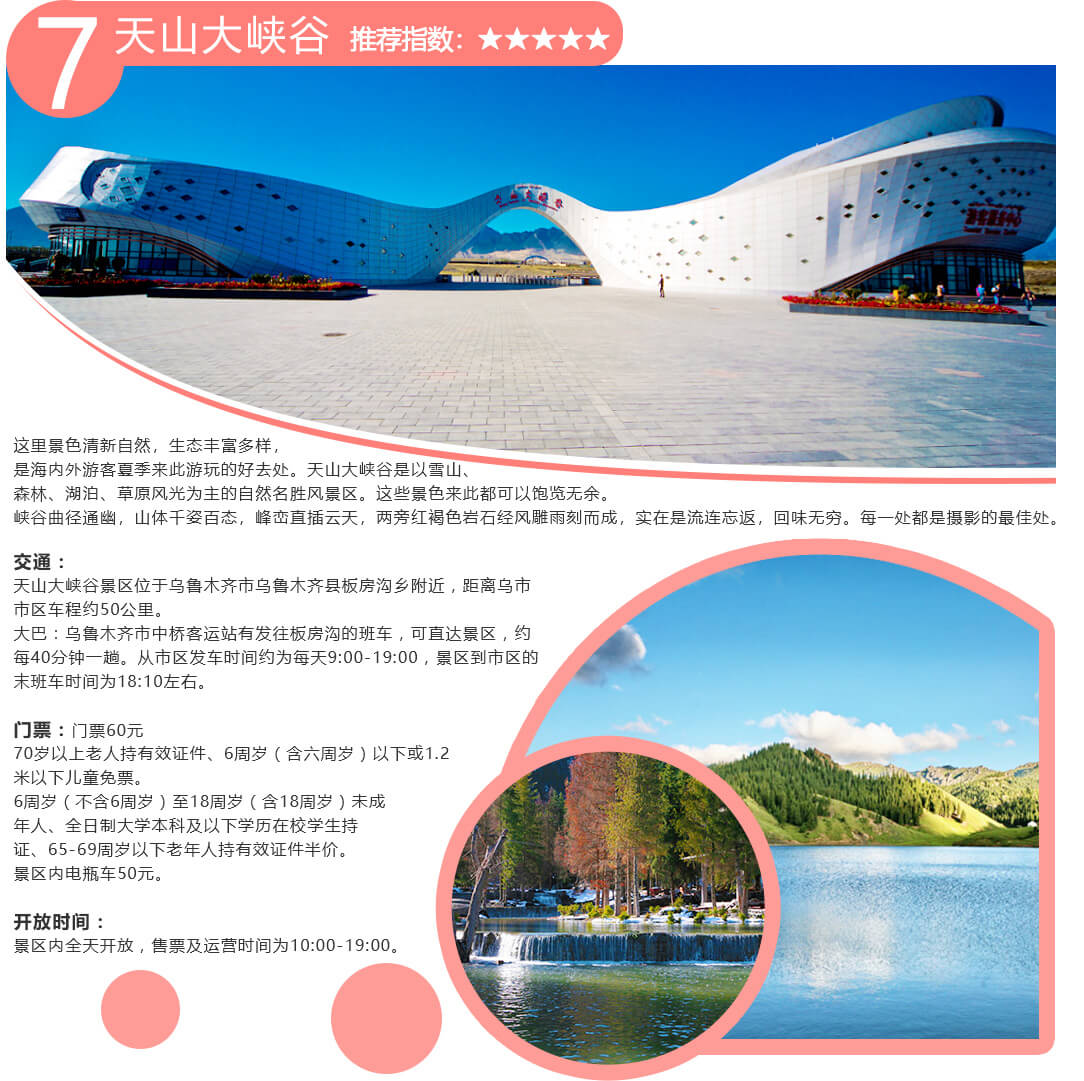 7
天山大峡谷 推荐指数：★★★★★
天山大峡谷
游客服务中心
这里景色清新自然，生态丰富多样，
是海内外游客夏季来此游玩的好去处。天山大峡谷是以雪山、
森林、湖泊、草原风光为主的自然名胜风景区。这些景色来此都可以饱览无余。
峡谷曲径通幽，山体千姿百态，峰峦直插云天，两旁红褐色岩石经风雕雨刻而成，实在是流连忘返，回味无穷。每一处都是摄影的最佳处。
交通：
天山大峡谷景区位于乌鲁木齐市乌鲁木齐县板房沟乡附近，距离乌市
市区车程约50公里。
大巴：乌鲁木齐市中桥客运站有发往板房沟的班车，可直达景区，约
每40分钟一趟。从市区发车时间约为每天9:00-19:00，景区到市区的
末班车时间为18:10左右。
门票：门票60元
70岁以上老人持有效证件、6周岁（含六周岁）以下或1.2
米以下儿童免票。
6周岁（不含6周岁）至18周岁（含18周岁）未成
年人、全日制大学本科及以下学历在校学生持
证、65-69周岁以下老年人持有效证件半价。
景区内电瓶车50元。
开放时间：
景区内全天开放，售票及运营时间为10:00-19:00。